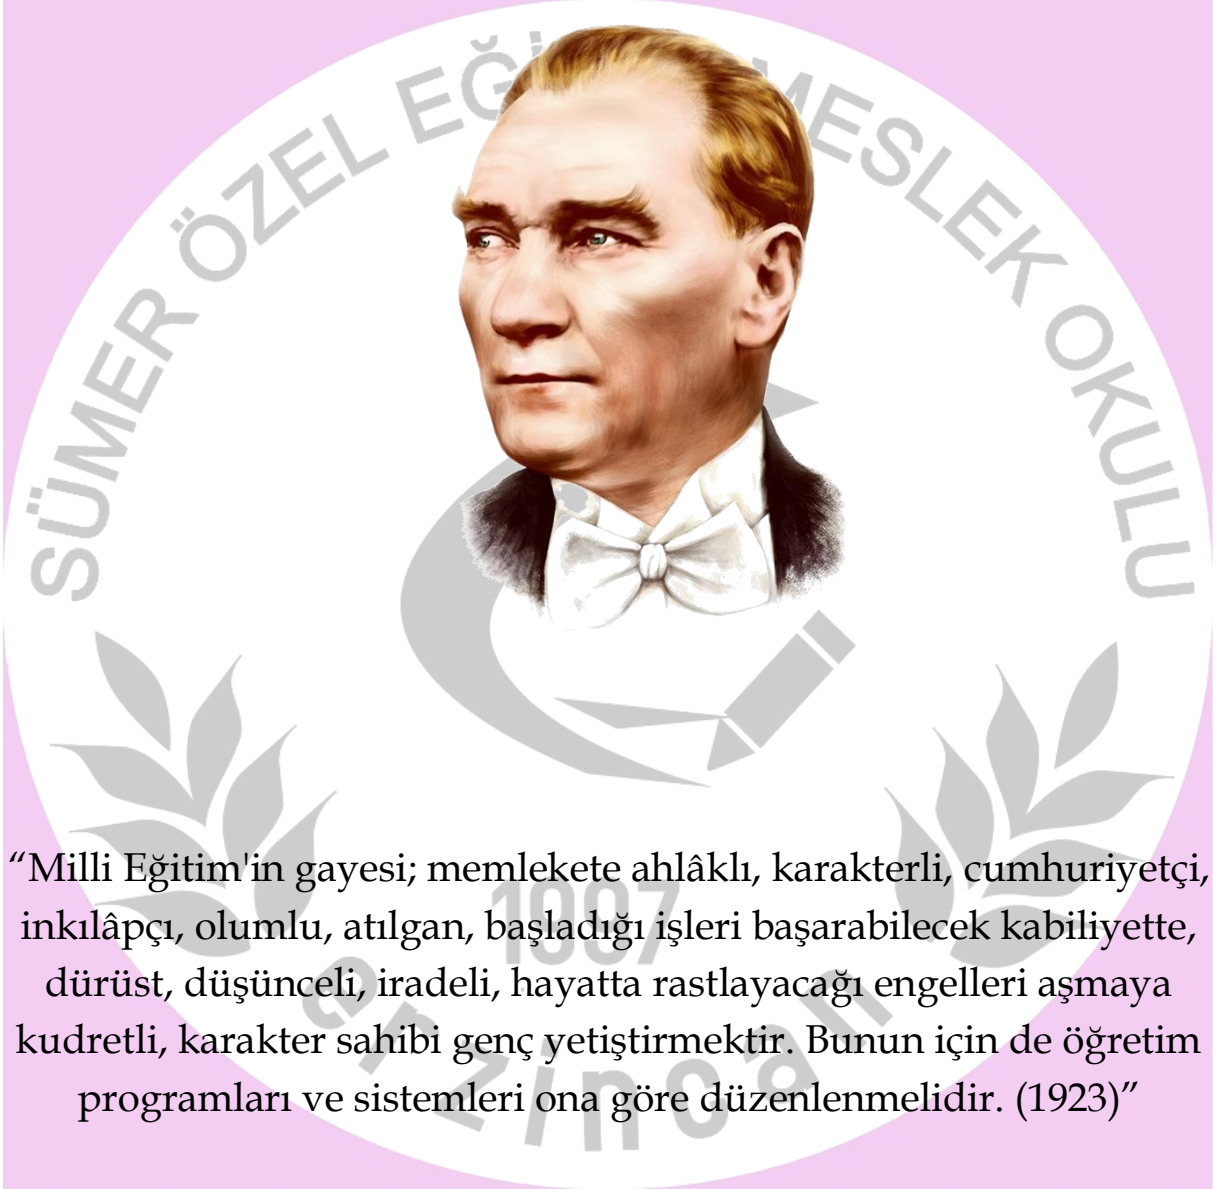 SÜMER ÖZEL EĞİ MESLEK OKULU
“Milli Eğitim'in gayesi; memlekete ahlâklı, karakterli, cumhuriyetçi,
inkılâpçı, olumlu, atılgan, başladığı işleri başarabilecek kabiliyette,
dürüst, düşünceli, iradeli, hayatta rastlayacağı engelleri aşmaya
kudretli, karakter sahibi genç yetiştirmektir. Bunun için de öğretim
programları ve sistemleri ona göre düzenlenmelidir. (1923)”
1997
erzincan